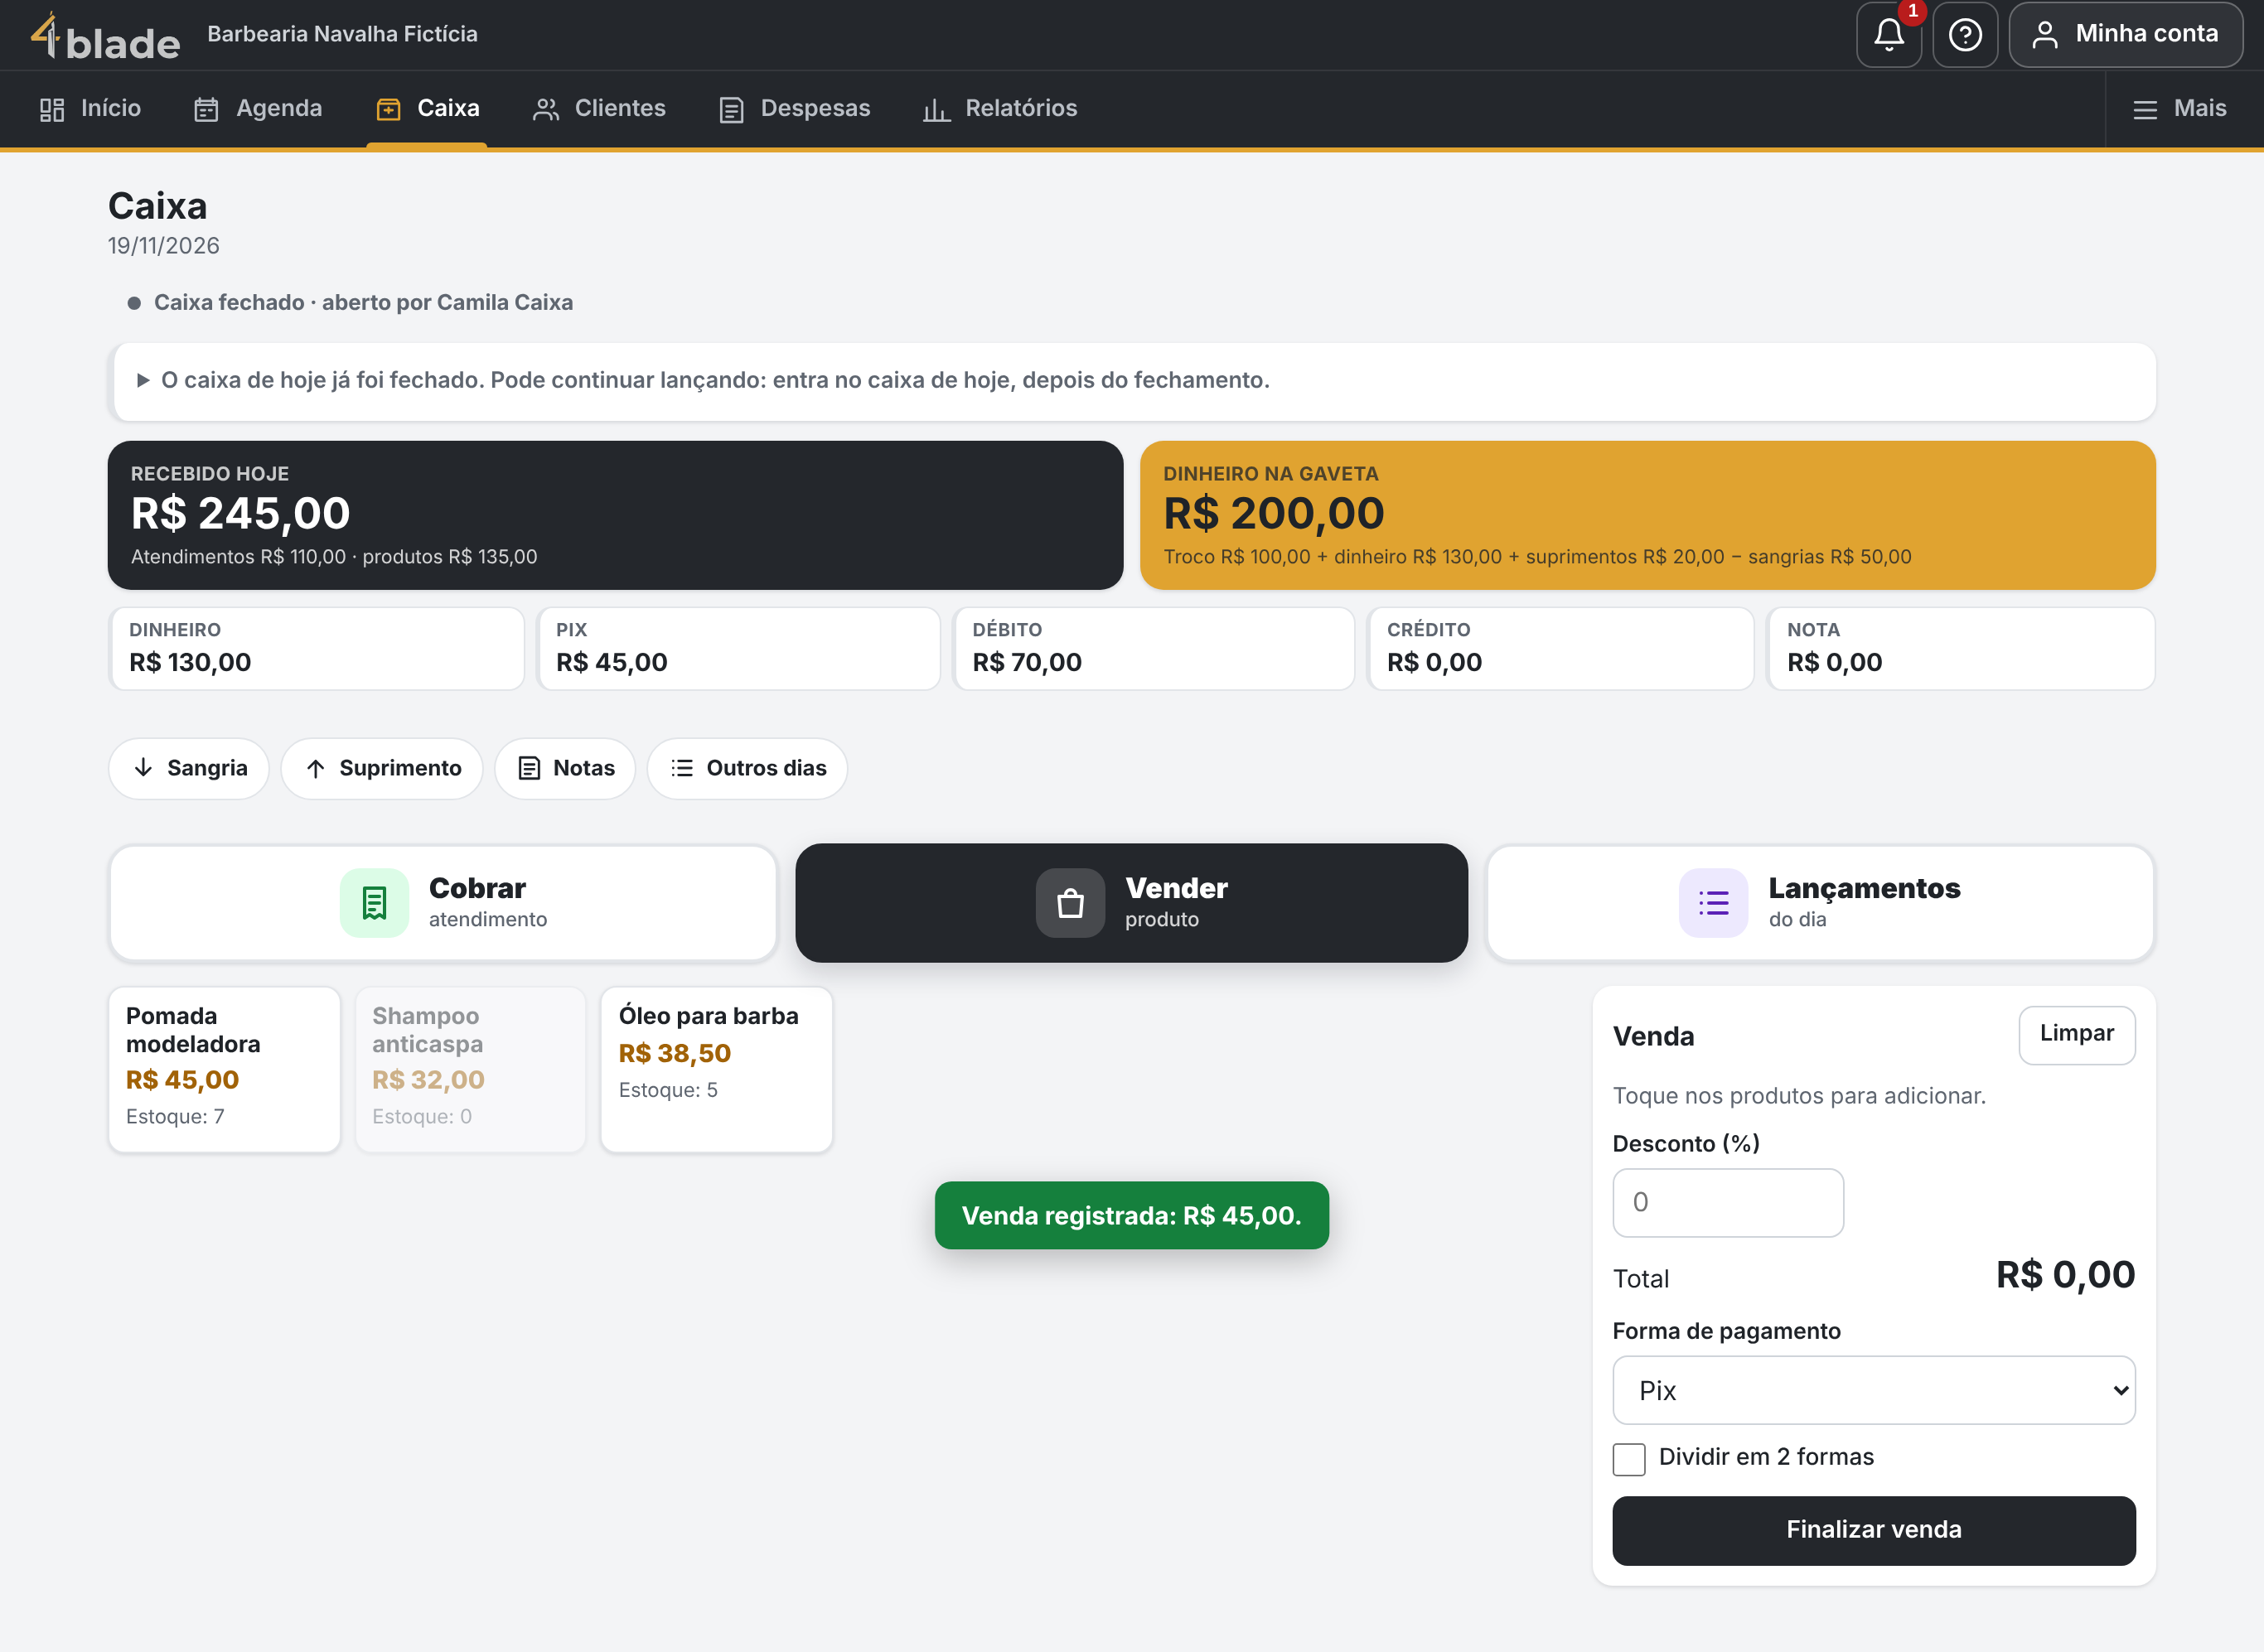 4blade
Barbearia Navalha Fictícia
1
Minha conta
Início
Agenda
Caixa
Clientes
Despesas
Relatórios
Mais
Caixa
19/11/2026
Caixa fechado · aberto por Camila Caixa
O caixa de hoje já foi fechado. Pode continuar lançando: entra no caixa de hoje, depois do fechamento.
RECEBIDO HOJE
R$ 245,00
Atendimentos R$ 110,00 · produtos R$ 135,00
DINHEIRO NA GAVETA
R$ 200,00
Troco R$ 100,00 + dinheiro R$ 130,00 + suprimentos R$ 20,00 − sangrias R$ 50,00
DINHEIRO
R$ 130,00
PIX
R$ 45,00
DÉBITO
R$ 70,00
CRÉDITO
R$ 0,00
NOTA
R$ 0,00
Sangria
Suprimento
Notas
Outros dias
Cobrar
atendimento
Vender
produto
Lançamentos
do dia
Pomada
modeladora
R$ 45,00
Estoque: 7
Shampoo
anticaspa
R$ 32,00
Estoque: 0
Óleo para barba
R$ 38,50
Estoque: 5
Venda registrada: R$ 45,00.
Venda
Limpar
Toque nos produtos para adicionar.
Desconto (%)
0
Total
R$ 0,00
Forma de pagamento
Pix
Dividir em 2 formas
Finalizar venda